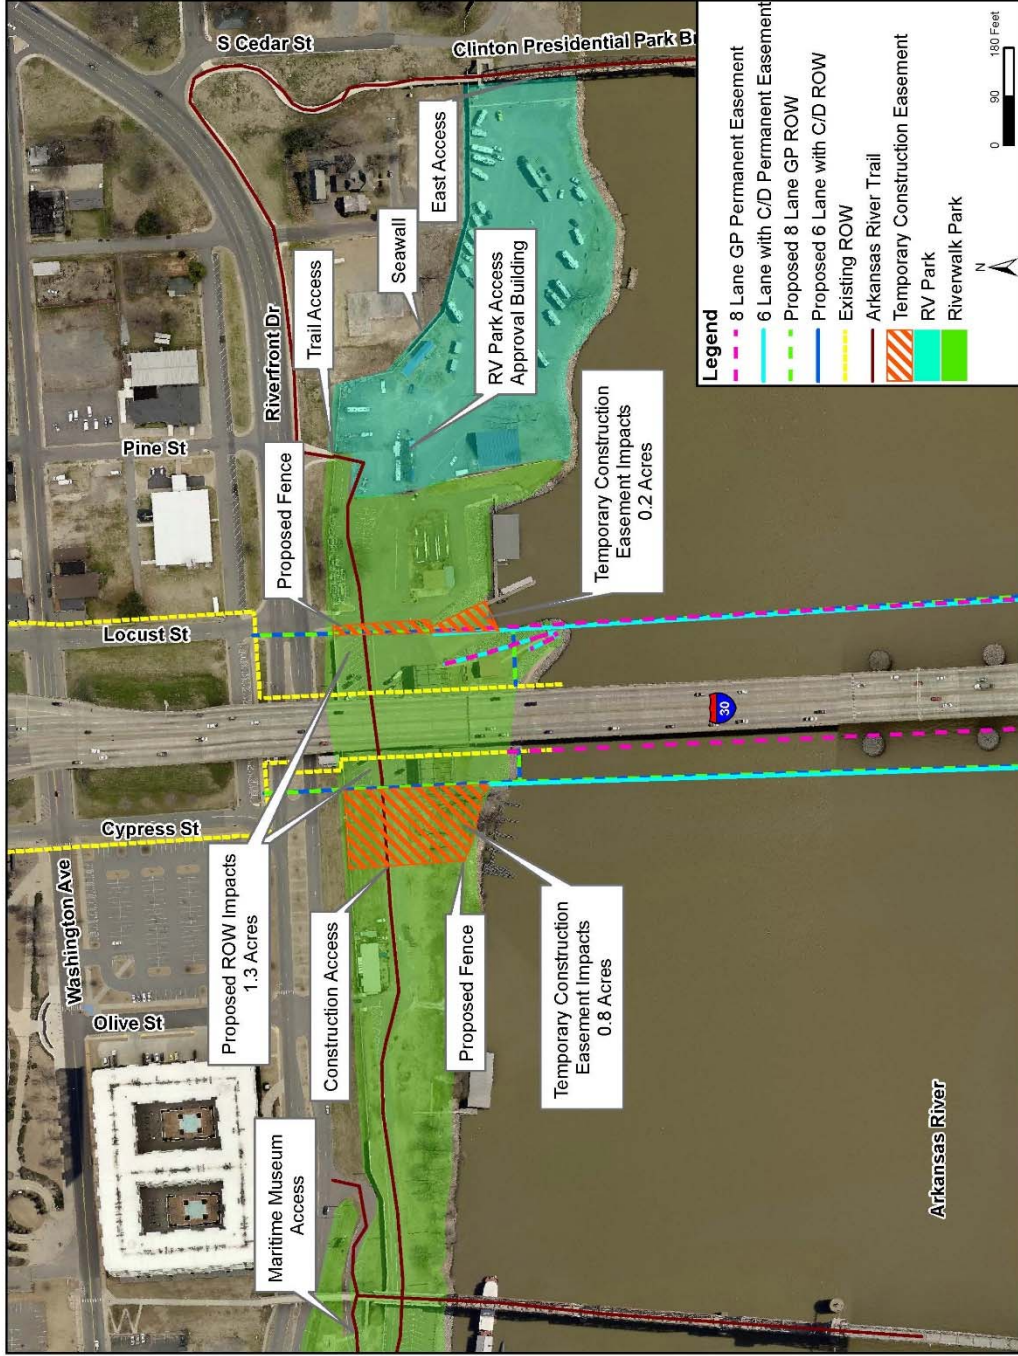 S Cedar St
Clinton Presidential Park Br
Riverfront Dr
Trail Access
Seawall
East Access
RV Park Access
Approval Building
Pine St
Proposed Fence
Temporary Construction
Easement Impacts
0.2 Acres
Locust St
30
Cypress St
Washington Ave
Proposed ROW Impacts
1.3 Acres
Construction Access
Proposed Fence
Temporary Construction
Easement Impacts
0.8 Acres
Olive St
Maritime Museum
Access
Arkansas River
Legend
8 Lane GP Permanent Easement
6 Lane with C/D Permanent Easement
Proposed 8 Lane GP ROW
Proposed 6 Lane with C/D ROW
Existing ROW
Arkansas River Trail
Temporary Construction Easement
RV Park
Riverwalk Park
N
0 90 180 Feet